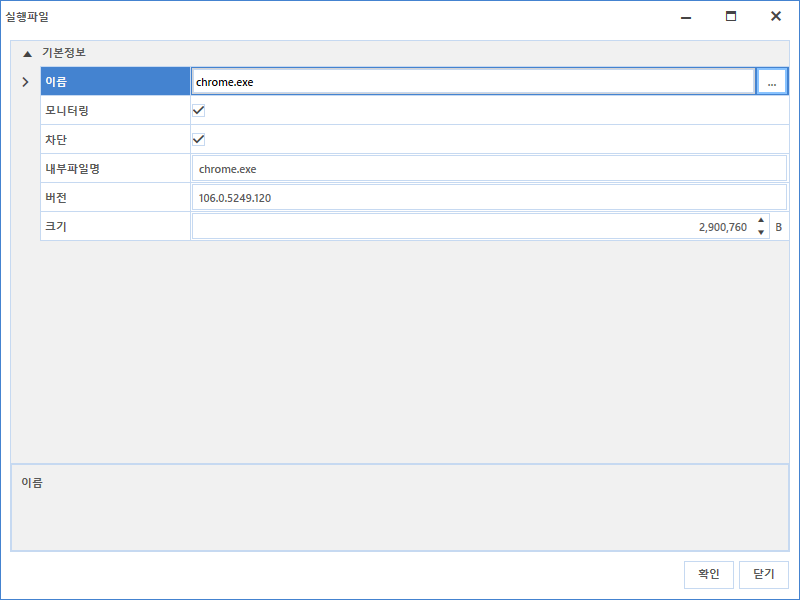 실행파일
기본정보
이름 chrome.exe ...
모니터링
차단
내부파일명 chrome.exe
버전 106.0.5249.120
크기 2,900,760 B
이름
확인 닫기